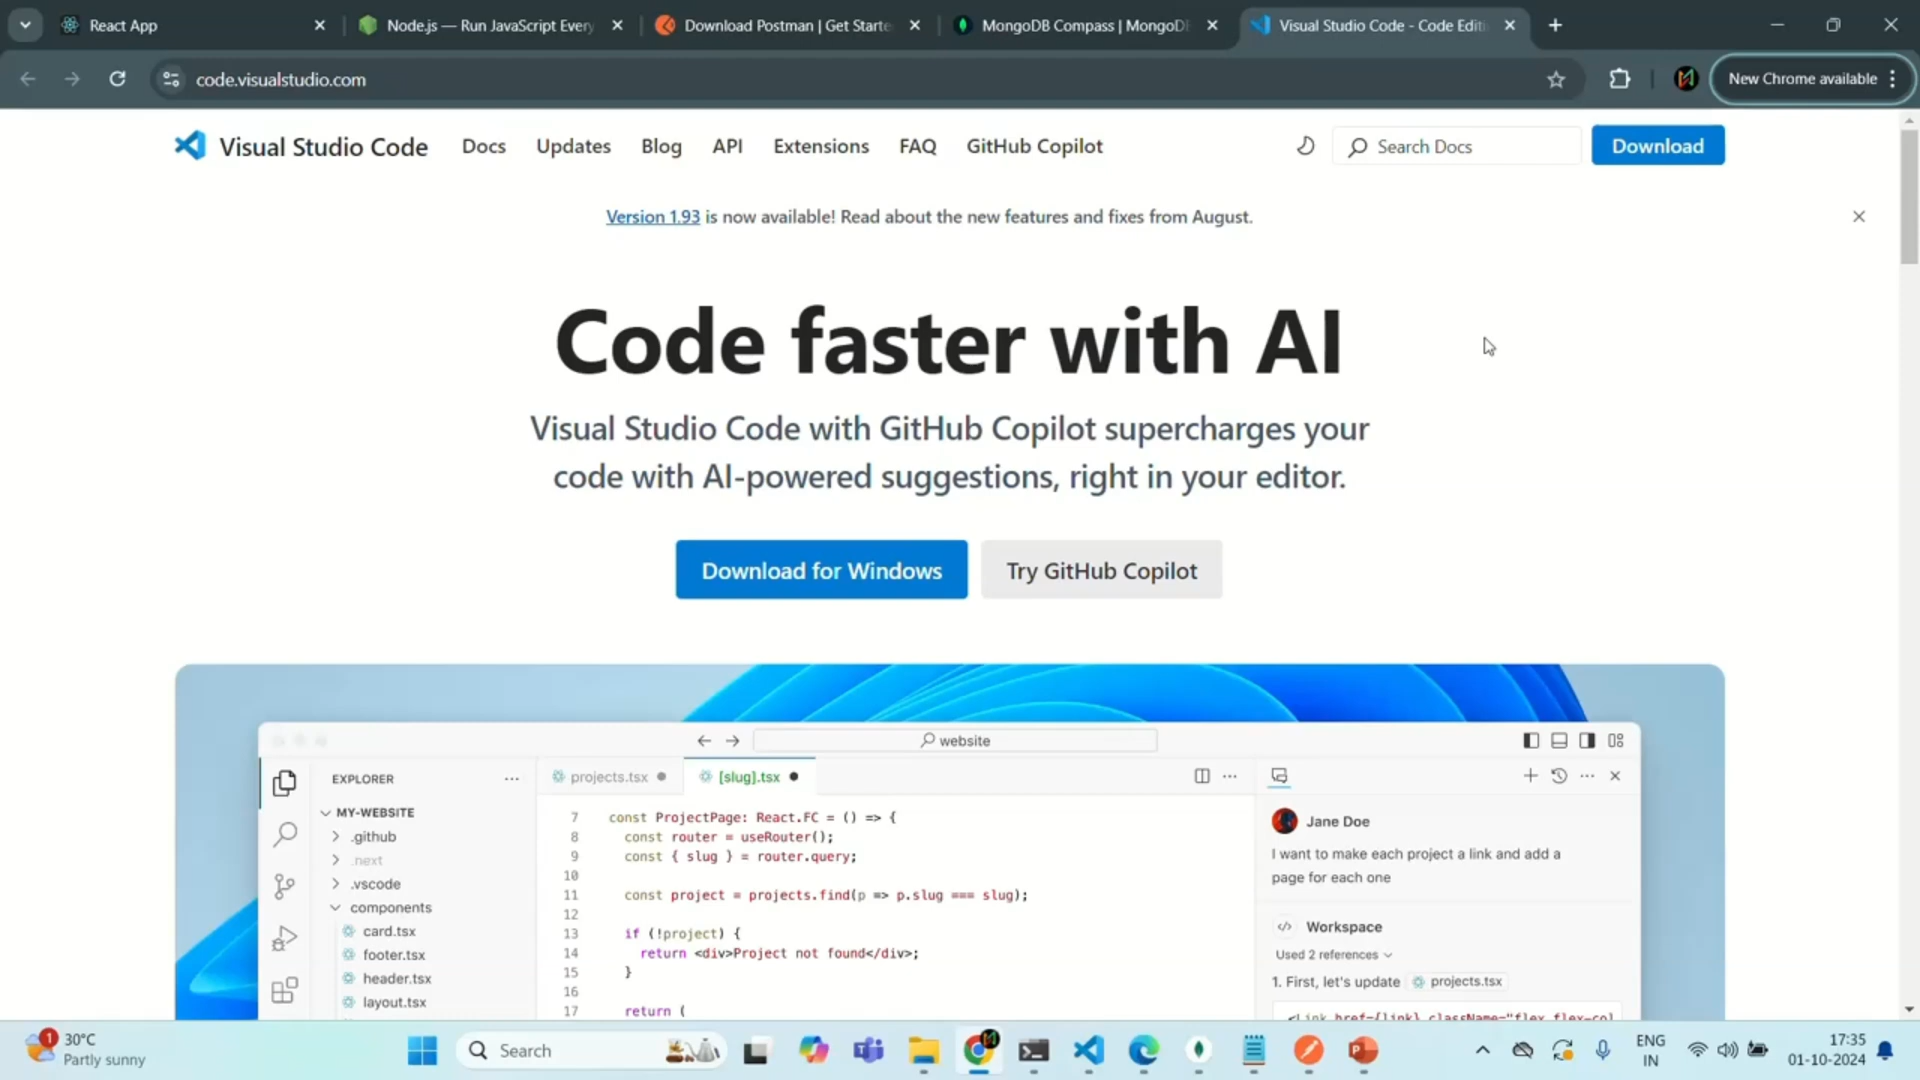 React App
Node.js — Run JavaScript Every
Download Postman | Get Starte
MongoDB Compass | MongoD
Visual Studio Code - Code Editi
code.visualstudio.com
New Chrome available
Visual Studio Code
Docs
Updates
Blog
API
Extensions
FAQ
GitHub Copilot
Search Docs
Download
Version 1.93 is now available! Read about the new features and fixes from August.
Code faster with AI
Visual Studio Code with GitHub Copilot supercharges your
code with AI-powered suggestions, right in your editor.
Download for Windows
Try GitHub Copilot
website
EXPLORER
projects.tsx
[slug].tsx
MY-WEBSITE
.github
.next
.vscode
components
card.tsx
footer.tsx
header.tsx
layout.tsx
7 const ProjectPage: React.FC = () => {
8 const router = useRouter();
9 const { slug } = router.query;
10
11 const project = projects.find(p => p.slug === slug);
12
13 if (!project) {
14 return <div>Project not found</div>;
15 }
16
17 return (
Jane Doe
I want to make each project a link and add a
page for each one
Workspace
Used 2 references
1. First, let's update projects.tsx
<Link href={link} className="flex flex-col
1
30°C
Partly sunny
Search
ENG
IN
17:35
01-10-2024